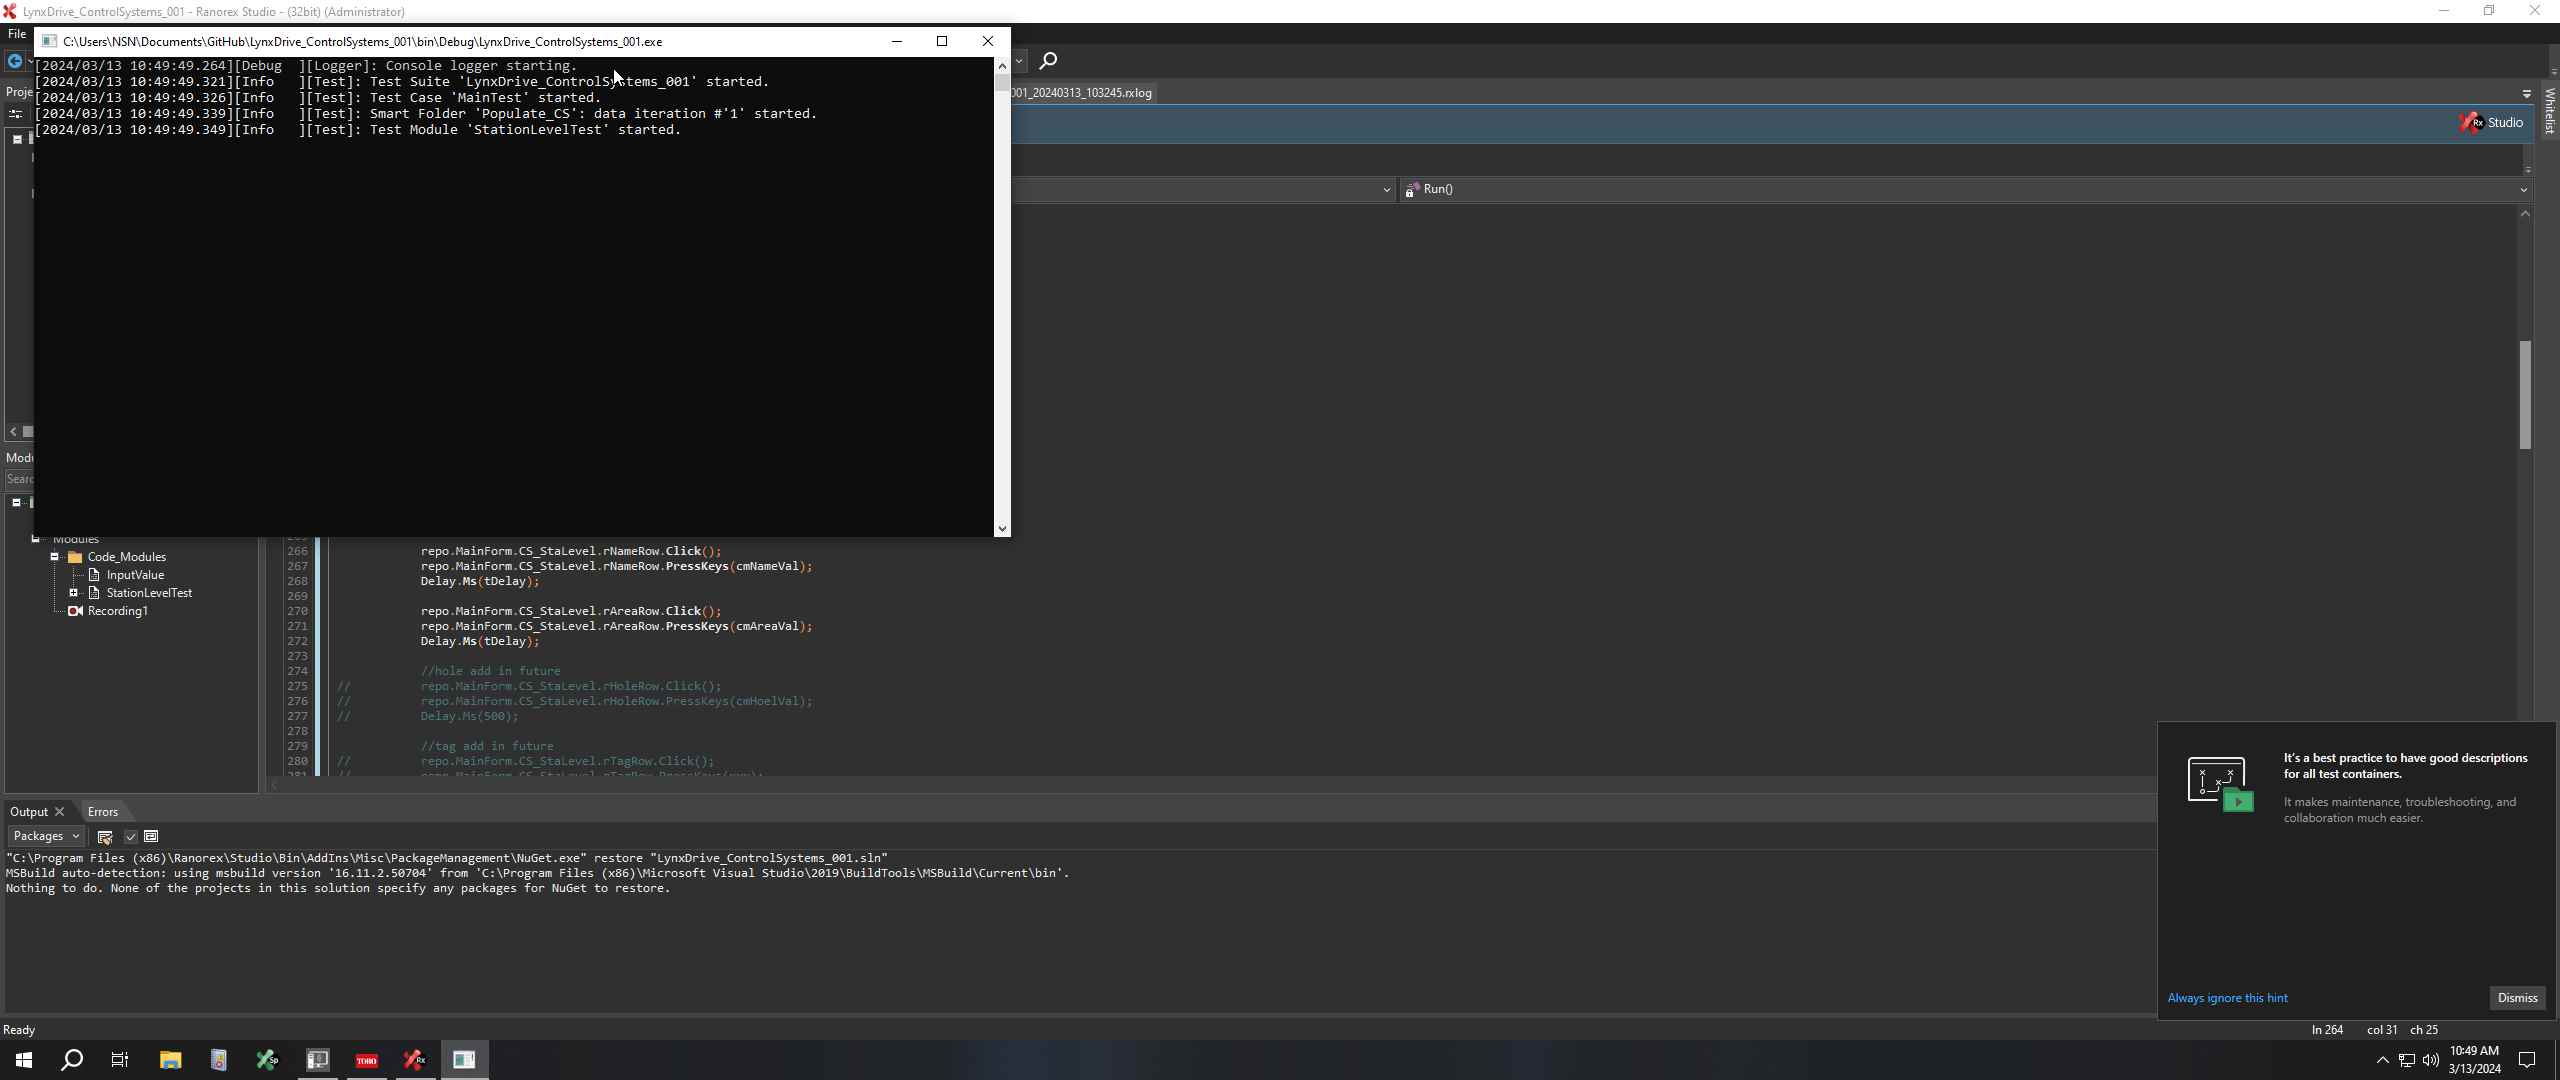 LynxDrive_ControlSystems_001 - Ranorex Studio - (32bit) (Administrator)
File
C:\Users\NSN\Documents\GitHub\LynxDrive_ControlSystems_001\bin\Debug\LynxDrive_ControlSystems_001.exe
[2024/03/13 10:49:49.264][Debug  ][Logger]: Console logger starting.
[2024/03/13 10:49:49.321][Info   ][Test]: Test Suite 'LynxDrive_ControlSystems_001' started.
[2024/03/13 10:49:49.326][Info   ][Test]: Test Case 'MainTest' started.
[2024/03/13 10:49:49.339][Info   ][Test]: Smart Folder 'Populate_CS': data iteration #'1' started.
[2024/03/13 10:49:49.349][Info   ][Test]: Test Module 'StationLevelTest' started.
Proje
001_20240313_103245.rxlog
Whitelist
Rx Studio
Run()
Modu
Searc
Modules
Code_Modules
InputValue
StationLevelTest
Recording1
266 repo.MainForm.CS_StaLevel.rNameRow.Click();
267 repo.MainForm.CS_StaLevel.rNameRow.PressKeys(cmNameVal);
268 Delay.Ms(tDelay);
269
270 repo.MainForm.CS_StaLevel.rAreaRow.Click();
271 repo.MainForm.CS_StaLevel.rAreaRow.PressKeys(cmAreaVal);
272 Delay.Ms(tDelay);
273
274 //hole add in future
275 // repo.MainForm.CS_StaLevel.rHoleRow.Click();
276 // repo.MainForm.CS_StaLevel.rHoleRow.PressKeys(cmHoelVal);
277 // Delay.Ms(500);
278
279 //tag add in future
280 // repo.MainForm.CS_StaLevel.rTagRow.Click();
It's a best practice to have good descriptions
for all test containers.
It makes maintenance, troubleshooting, and
collaboration much easier.
Always ignore this hint
Dismiss
Output
Errors
Packages
"C:\Program Files (x86)\Ranorex\Studio\Bin\AddIns\Misc\PackageManagement\NuGet.exe" restore "LynxDrive_ControlSystems_001.sln"
MSBuild auto-detection: using msbuild version '16.11.2.50704' from 'C:\Program Files (x86)\Microsoft Visual Studio\2019\BuildTools\MSBuild\Current\bin'.
Nothing to do. None of the projects in this solution specify any packages for NuGet to restore.
Ready
ln 264 col 31 ch 25
Sp
TORO
Rx
10:49 AM
3/13/2024